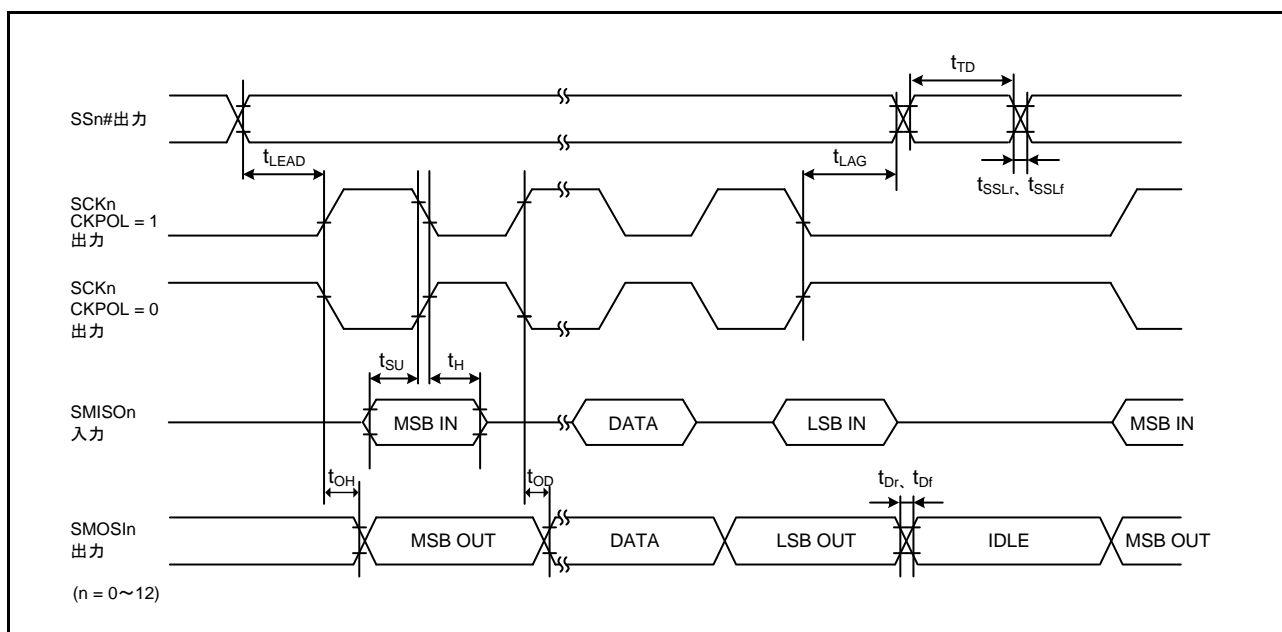 tTD
SSn#出力
tLEAD
tLAG
tSSLr、tSSLf
SCKn
CKPOL = 1
出力
SCKn
CKPOL = 0
出力
tSU
tH
SMISOn
入力
MSB IN
DATA
LSB IN
MSB IN
tOH
tOD
tDr、tDf
SMOSIn
出力
MSB OUT
DATA
LSB OUT
IDLE
MSB OUT
(n = 0～12)